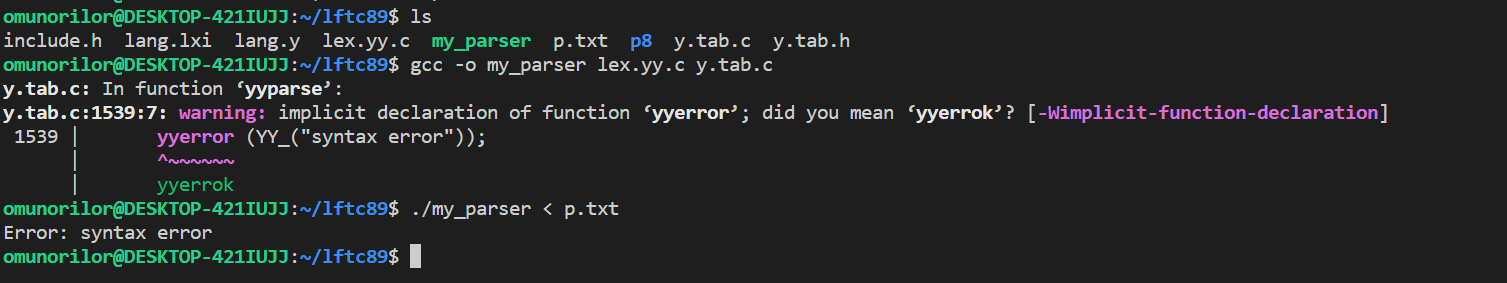 omunorilor@DESKTOP-421IUJJ:~/lftc89$ ls
include.h  lang.lxi  lang.y  lex.yy.c  my_parser  p.txt  p8  y.tab.c  y.tab.h
omunorilor@DESKTOP-421IUJJ:~/lftc89$ gcc -o my_parser lex.yy.c y.tab.c
y.tab.c: In function ‘yyparse’:
y.tab.c:1539:7: warning: implicit declaration of function ‘yyerror’; did you mean ‘yyerrok’? [-Wimplicit-function-declaration]
 1539 |       yyerror (YY_("syntax error"));
      |       ^~~~~~~
      |       yyerrok
omunorilor@DESKTOP-421IUJJ:~/lftc89$ ./my_parser < p.txt
Error: syntax error
omunorilor@DESKTOP-421IUJJ:~/lftc89$